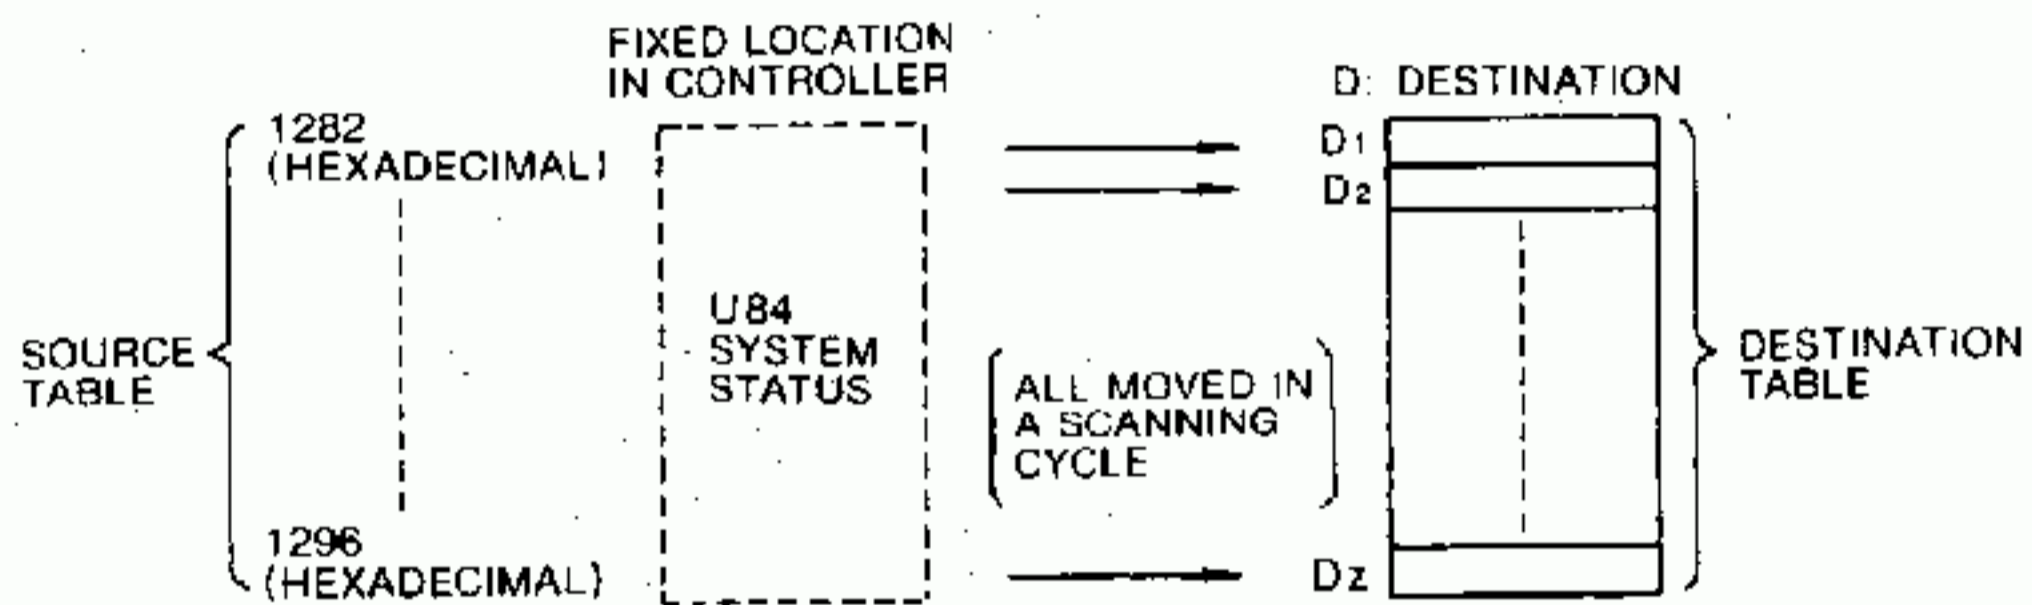 FIXED LOCATION
IN CONTROLLER
D: DESTINATION
1282
(HEXADECIMAL)
D1
D2
SOURCE
TABLE
U84
SYSTEM
STATUS
ALL MOVED IN
A SCANNING
CYCLE
DESTINATION
TABLE
1296
(HEXADECIMAL)
DZ